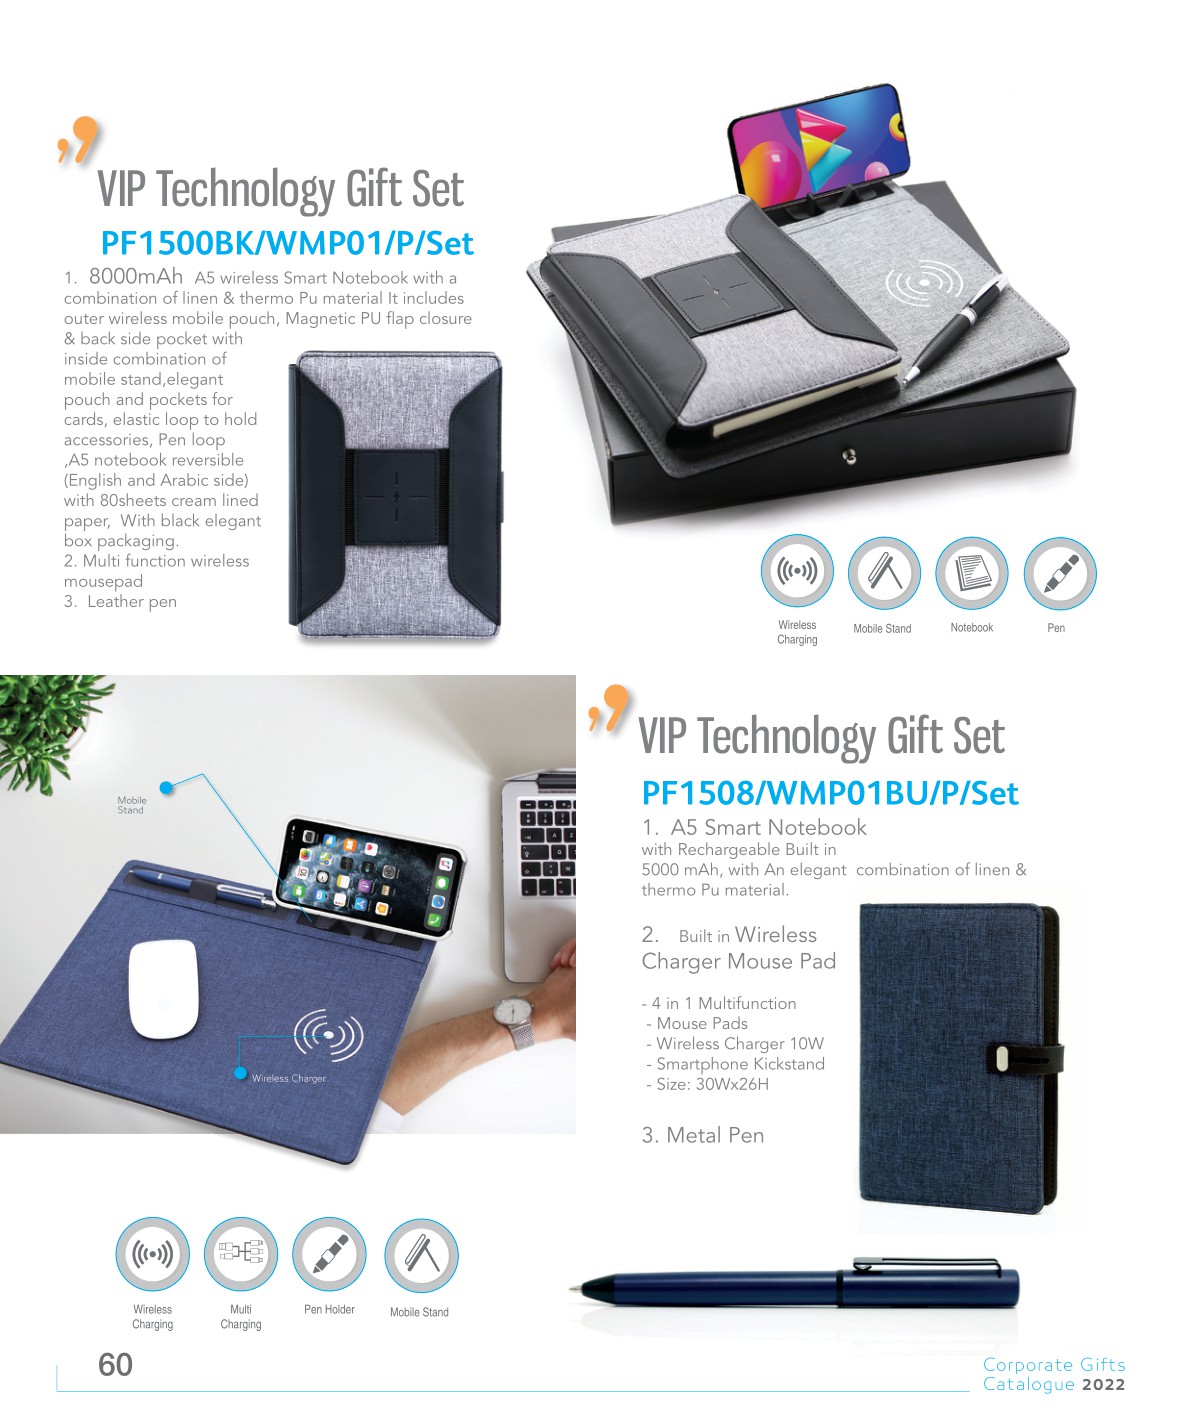 VIP Technology Gift Set
PF1500BK/WMP01/P/Set
1. 8000mAh A5 wireless Smart Notebook with a
combination of linen & thermo Pu material It includes
outer wireless mobile pouch, Magnetic PU flap closure
& back side pocket with
inside combination of
mobile stand,elegant
pouch and pockets for
cards, elastic loop to hold
accessories, Pen loop
,A5 notebook reversible
(English and Arabic side)
with 80sheets cream lined
paper, With black elegant
box packaging.
2. Multi function wireless
mousepad
3. Leather pen
Wireless
Charging
Mobile Stand
Notebook
Pen
Mobile
Stand
Wireless Charger
VIP Technology Gift Set
PF1508/WMP01BU/P/Set
1. A5 Smart Notebook
with Rechargeable Built in
5000 mAh, with An elegant combination of linen &
thermo Pu material.
2. Built in Wireless
Charger Mouse Pad
- 4 in 1 Multifunction
- Mouse Pads
- Wireless Charger 10W
- Smartphone Kickstand
- Size: 30Wx26H
3. Metal Pen
Wireless
Charging
Multi
Charging
Pen Holder
Mobile Stand
60
Corporate Gifts
Catalogue 2022